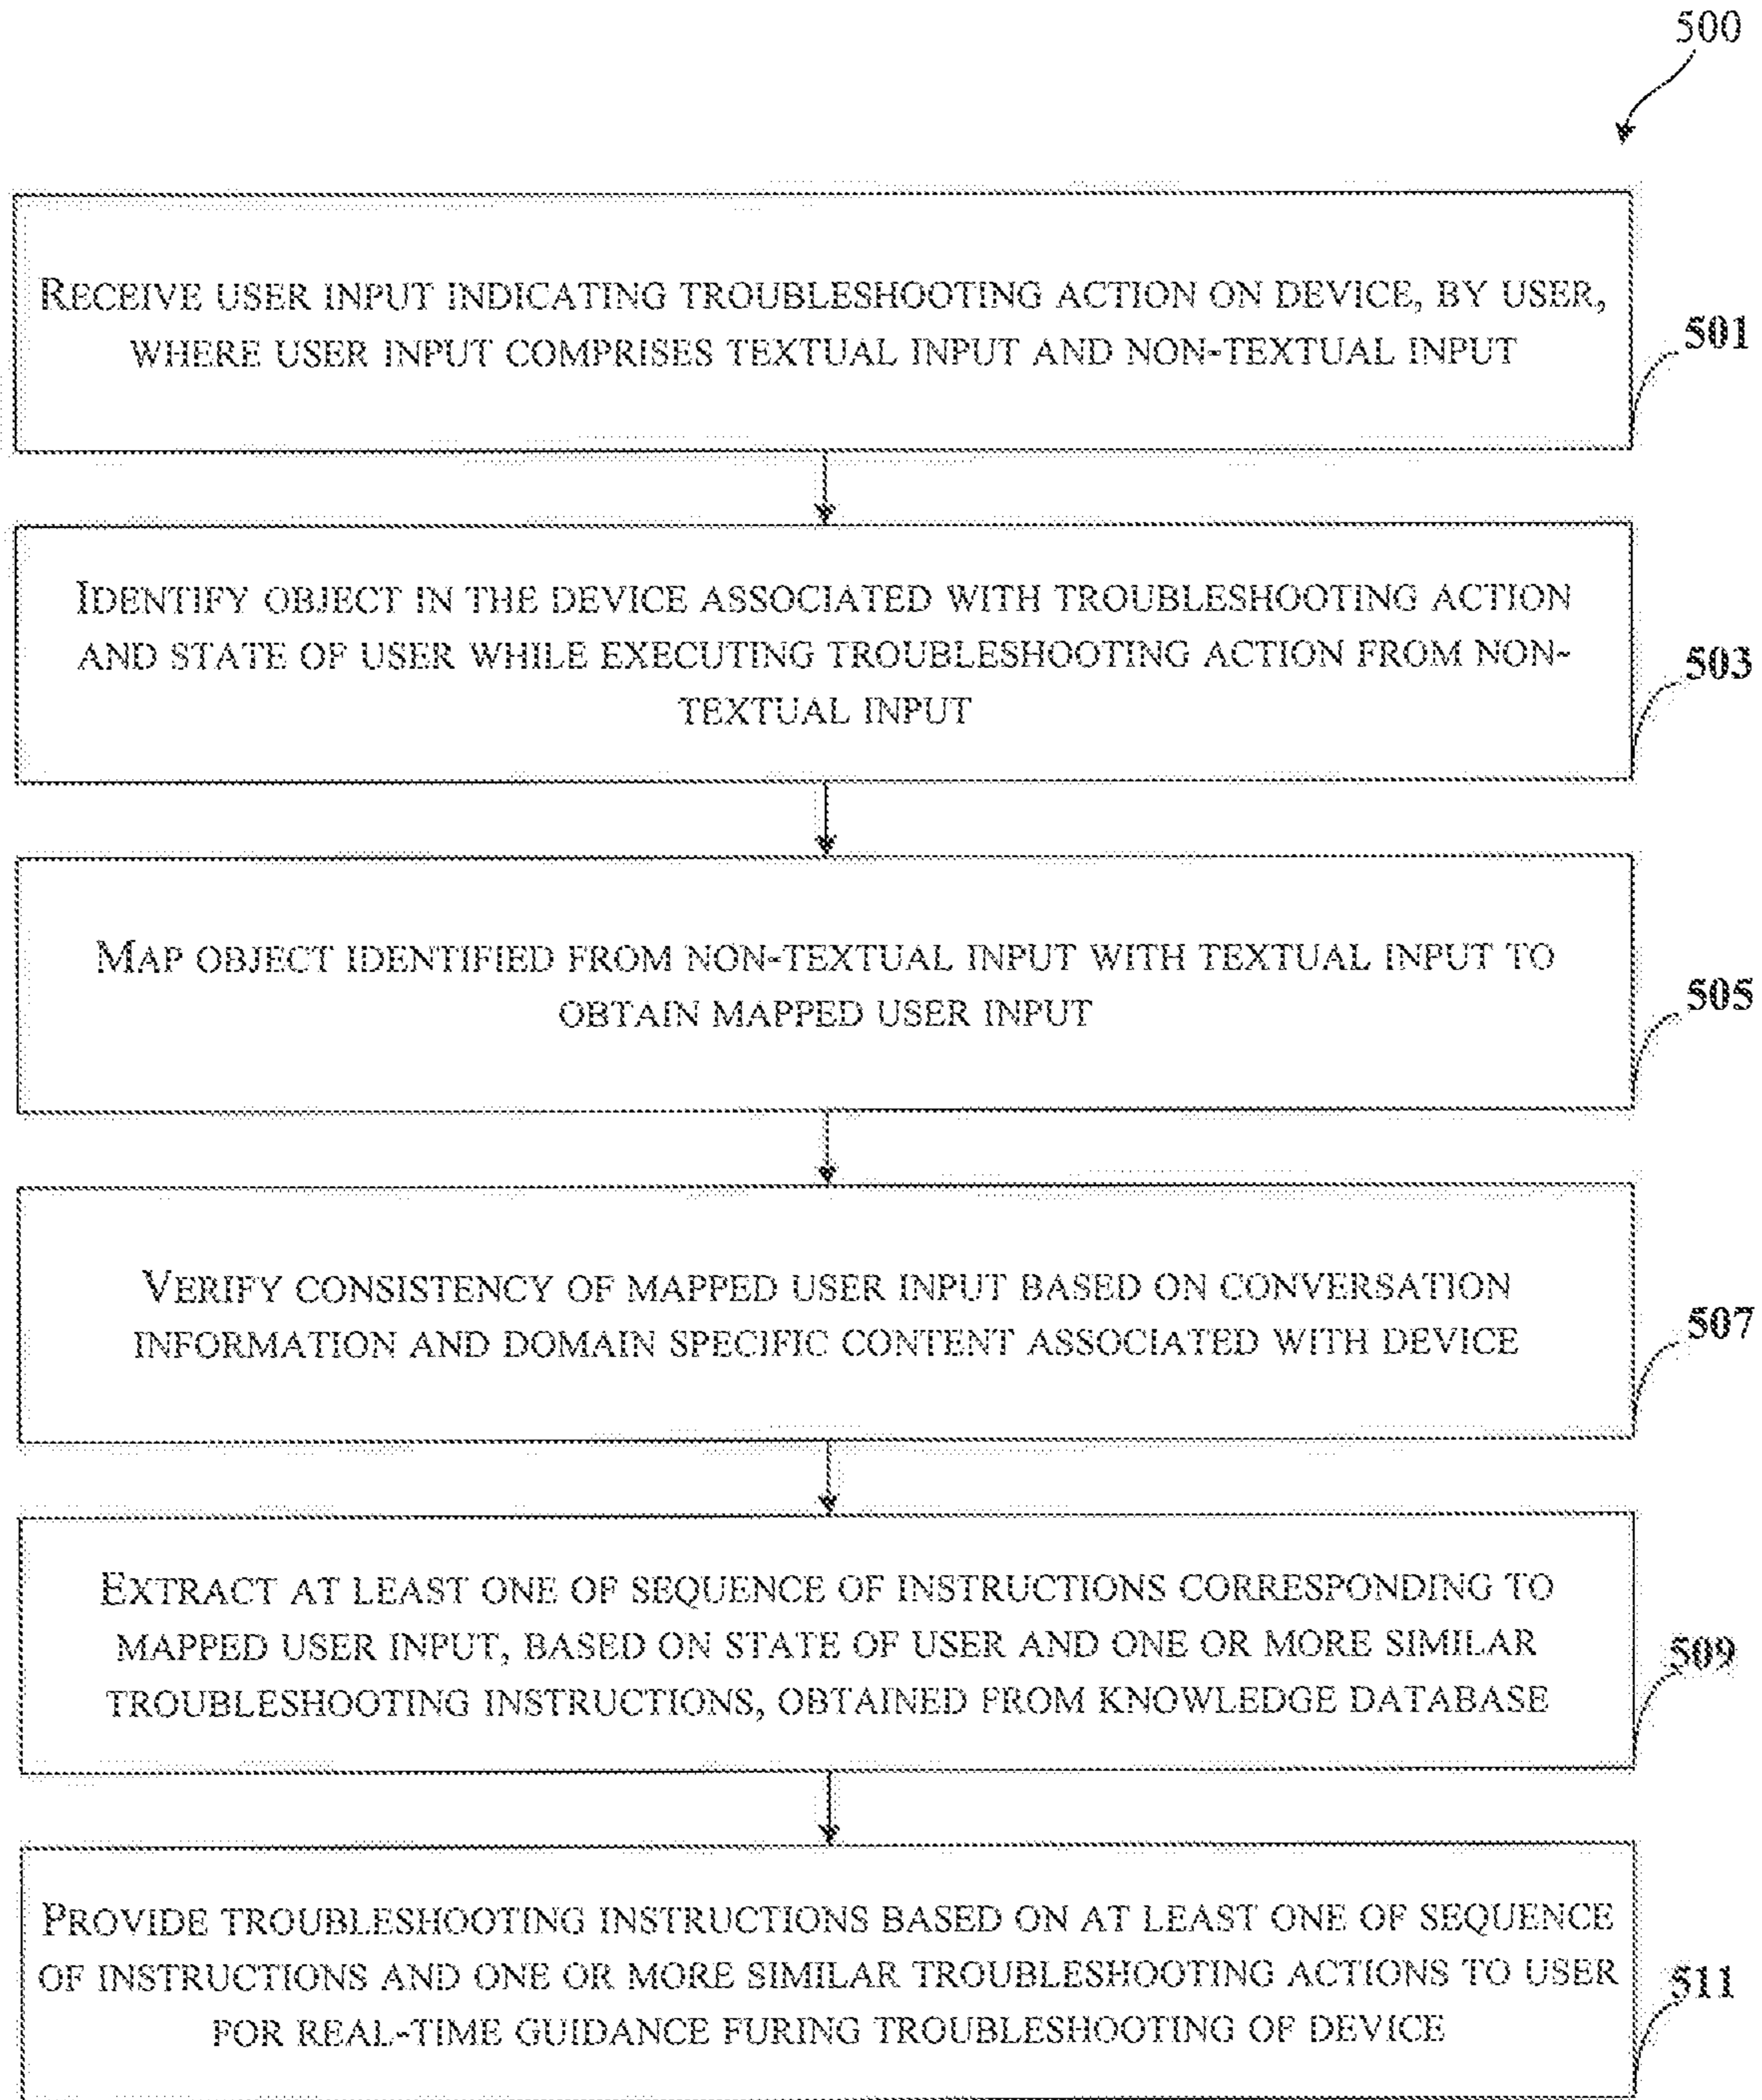 500
RECEIVE USER INPUT INDICATING TROUBLESHOOTING ACTION ON DEVICE, BY USER,
WHERE USER INPUT COMPRISES TEXTUAL INPUT AND NON-TEXTUAL INPUT
501
IDENTIFY OBJECT IN THE DEVICE ASSOCIATED WITH TROUBLESHOOTING ACTION
AND STATE OF USER WHILE EXECUTING TROUBLESHOOTING ACTION FROM NON-
TEXTUAL INPUT
503
MAP OBJECT IDENTIFIED FROM NON-TEXTUAL INPUT WITH TEXTUAL INPUT TO
OBTAIN MAPPED USER INPUT
505
VERIFY CONSISTENCY OF MAPPED USER INPUT BASED ON CONVERSATION
INFORMATION AND DOMAIN SPECIFIC CONTENT ASSOCIATED WITH DEVICE
507
EXTRACT AT LEAST ONE OF SEQUENCE OF INSTRUCTIONS CORRESPONDING TO
MAPPED USER INPUT, BASED ON STATE OF USER AND ONE OR MORE SIMILAR
TROUBLESHOOTING INSTRUCTIONS, OBTAINED FROM KNOWLEDGE DATABASE
509
PROVIDE TROUBLESHOOTING INSTRUCTIONS BASED ON AT LEAST ONE OF SEQUENCE
OF INSTRUCTIONS AND ONE OR MORE SIMILAR TROUBLESHOOTING ACTIONS TO USER
FOR REAL-TIME GUIDANCE FURING TROUBLESHOOTING OF DEVICE
511